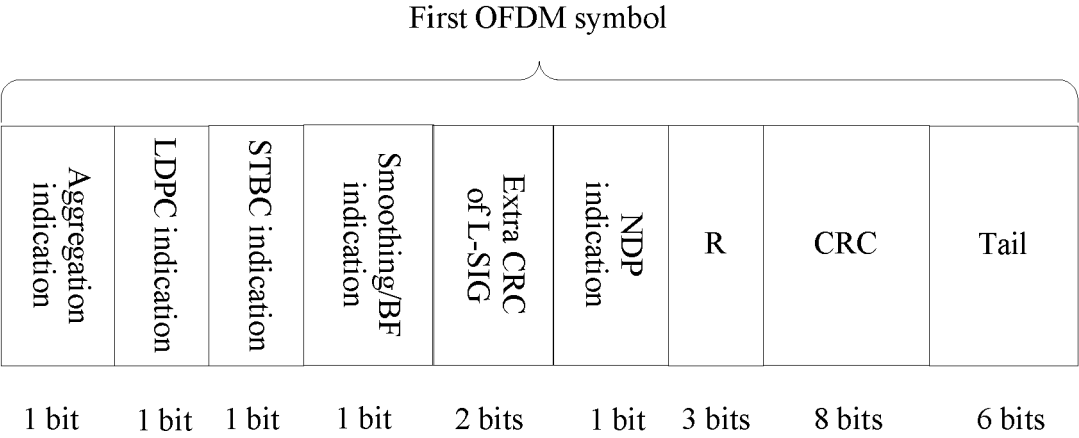 First OFDM symbol
Aggregation
indication
LDPC indication
STBC indication
Smoothing/BF
indication
Extra CRC
of L-SIG
NDP
indication
R
CRC
Tail
1 bit
1 bit
1 bit
1 bit
2 bits
1 bit
3 bits
8 bits
6 bits